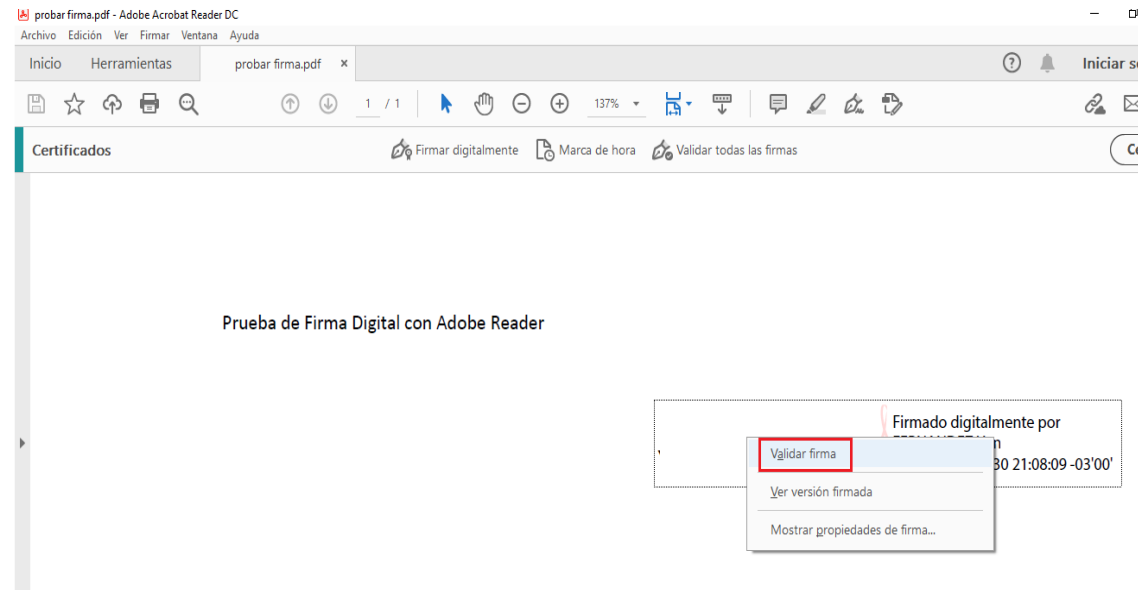 probar firma.pdf - Adobe Acrobat Reader DC
Archivo Edición Ver Firmar Ventana Ayuda
Inicio Herramientas probar firma.pdf x Iniciar
1 / 1 137%
Certificados Firmar digitalmente Marca de hora Validar todas las firmas
Prueba de Firma Digital con Adobe Reader
Firmado digitalmente por
Validar firma
30 21:08:09 -03'00'
Ver versión firmada
Mostrar propiedades de firma...